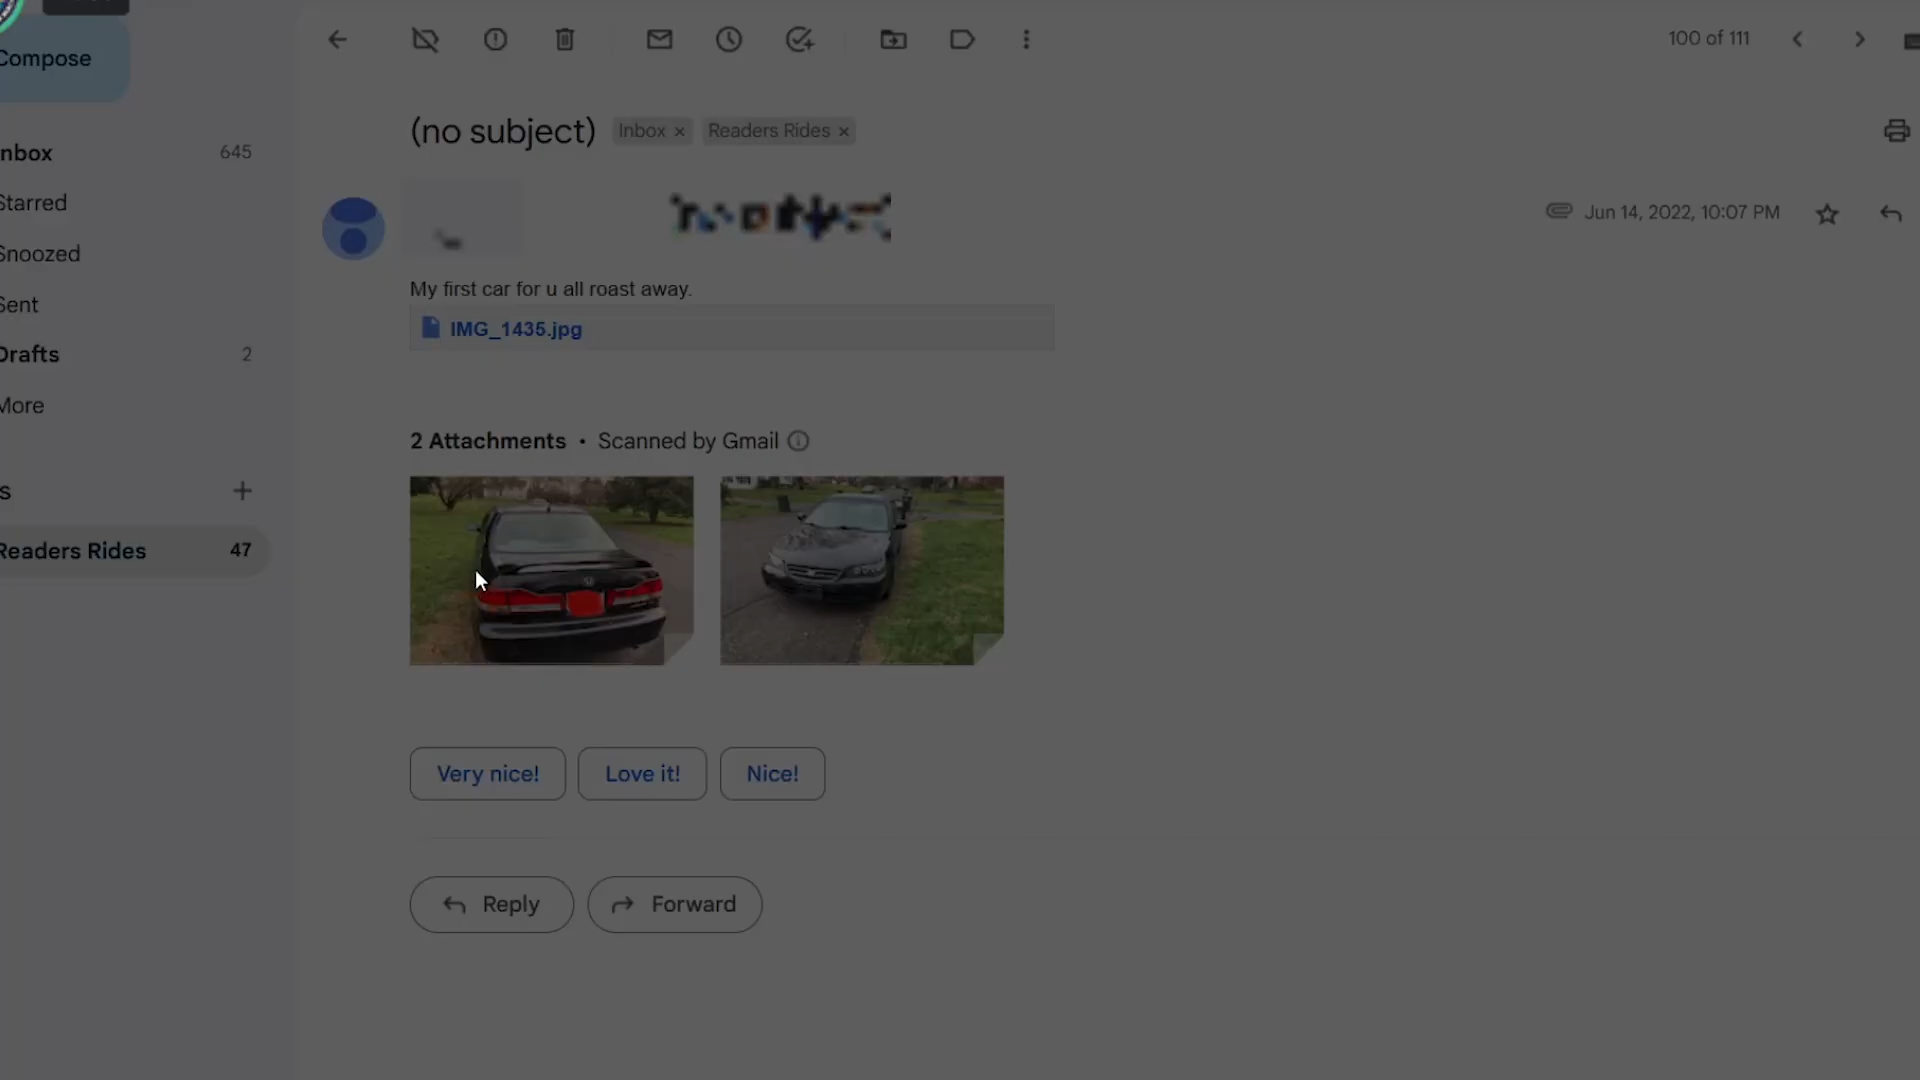 Compose
100 of 111
(no subject)
Inbox ×
Readers Rides ×
nbox 645
Starred
Snoozed
Sent
Drafts 2
More
s +
Readers Rides 47
Jun 14, 2022, 10:07 PM
My first car for u all roast away.
IMG_1435.jpg
2 Attachments • Scanned by Gmail
Very nice!
Love it!
Nice!
Reply
Forward